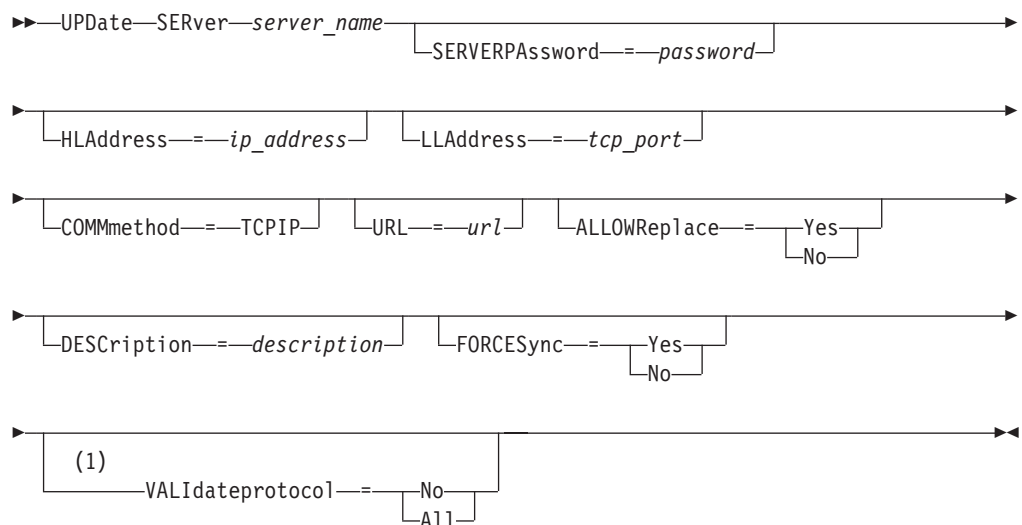 UPDate SERver server_name
SERVERPAssword = password
HLAddress = ip_address LLAddress = tcp_port
COMMmethod = TCPIP URL = url ALLOWReplace = Yes
No
DESCription = description FORCESync = Yes
No
(1)
VALIdateprotocol = No
All